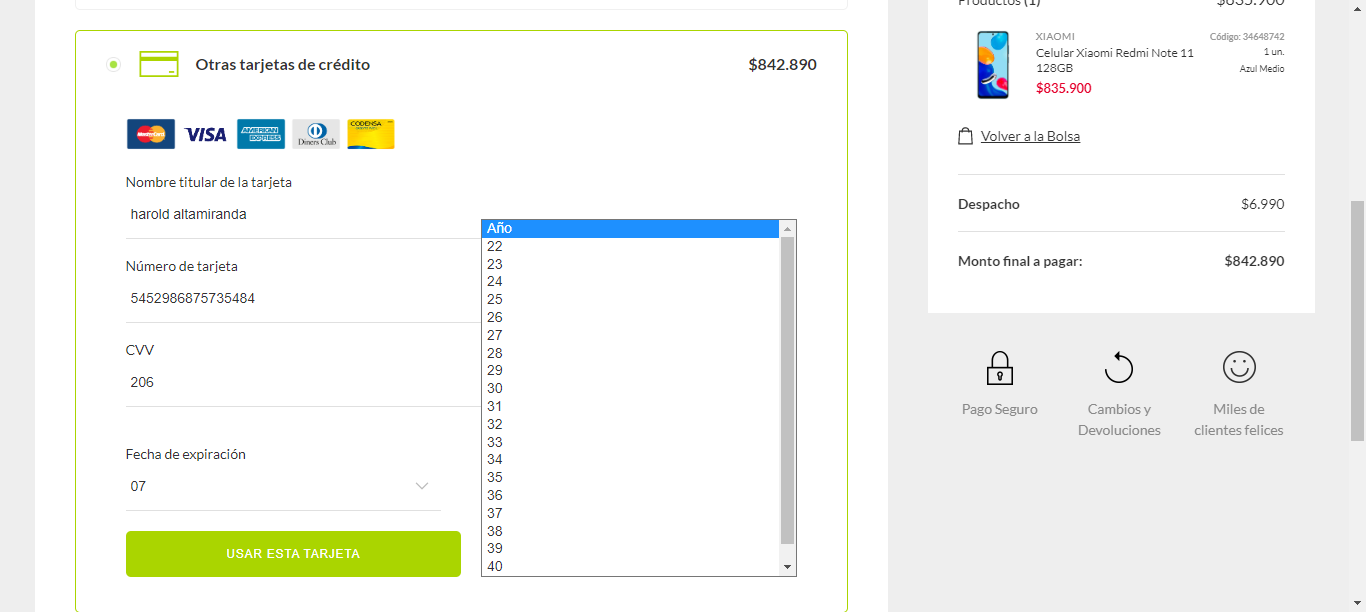 Productos (1) $835.900
Otras tarjetas de crédito $842.890
XIAOMI
Celular Xiaomi Redmi Note 11
128GB
$835.900
Código: 34648742
1 un.
Azul Medio
MasterCard VISA AMERICAN EXPRESS Diners Club CODENSA
Volver a la Bolsa
Nombre titular de la tarjeta
harold altamiranda
Número de tarjeta
5452986875735484
CVV
206
Fecha de expiración
07
USAR ESTA TARJETA
Año
22
23
24
25
26
27
28
29
30
31
32
33
34
35
36
37
38
39
40
Despacho $6.990
Monto final a pagar: $842.890
Pago Seguro
Cambios y
Devoluciones
Miles de
clientes felices